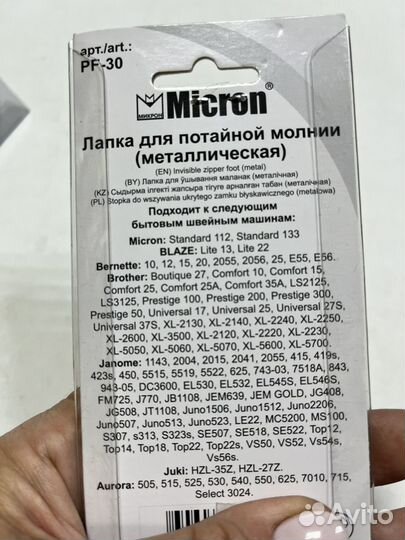 арт./art.:
PF-30
МИКРОН
Micron®
Лапка для потайной молнии
(металлическая)
(EN) Invisible zipper foot (metal)
(BY) Лапка для ўшывання маланак (металічная)
(KZ) Сыдырма ілгекті жапсыра тігуге арналған табан (металічная)
(PL) Stopka do wszywania ukrytego zamku błyskawicznego (metalowa)
Подходит к следующим
бытовым швейным машинам:
Micron: Standard 112, Standard 133
BLAZE: Lite 13, Lite 22
Bernette: 10, 12, 15, 20, 2055, 2056, 25, E55, E56.
Brother: Boutique 27, Comfort 10, Comfort 15,
Comfort 25, Comfort 25A, Comfort 35A, LS2125,
LS3125, Prestige 100, Prestige 200, Prestige 300,
Prestige 50, Universal 17, Universal 25, Universal 27S,
Universal 37S, XL-2130, XL-2140, XL-2240, XL-2250,
XL-2600, XL-3500, XL-2120, XL-2220, XL-2230,
XL-5050, XL-5060, XL-5070, XL-5600, XL-5700.
Janome: 1143, 2004, 2015, 2041, 2055, 415, 419s,
423s, 450, 5515, 5519, 5522, 625, 743-03, 7518A, 843,
943-05, DC3600, EL530, EL532, EL545S, EL546S,
FM725, J770, JB1108, JEM639, JEM GOLD, JG408,
JG508, JT1108, Juno1506, Juno1512, Juno2206,
Juno507, Juno513, Juno523, LE22, MC5200, MS100,
S307, s313, S323s, SE507, SE518, SE522, Top12,
Top14, Top18, Top22, Top22s, VS50, VS52, Vs54s,
Vs56s.
Juki: HZL-35Z, HZL-27Z.
Aurora: 505, 515, 525, 530, 540, 550, 625, 7010, 715,
Select 3024.
Avito